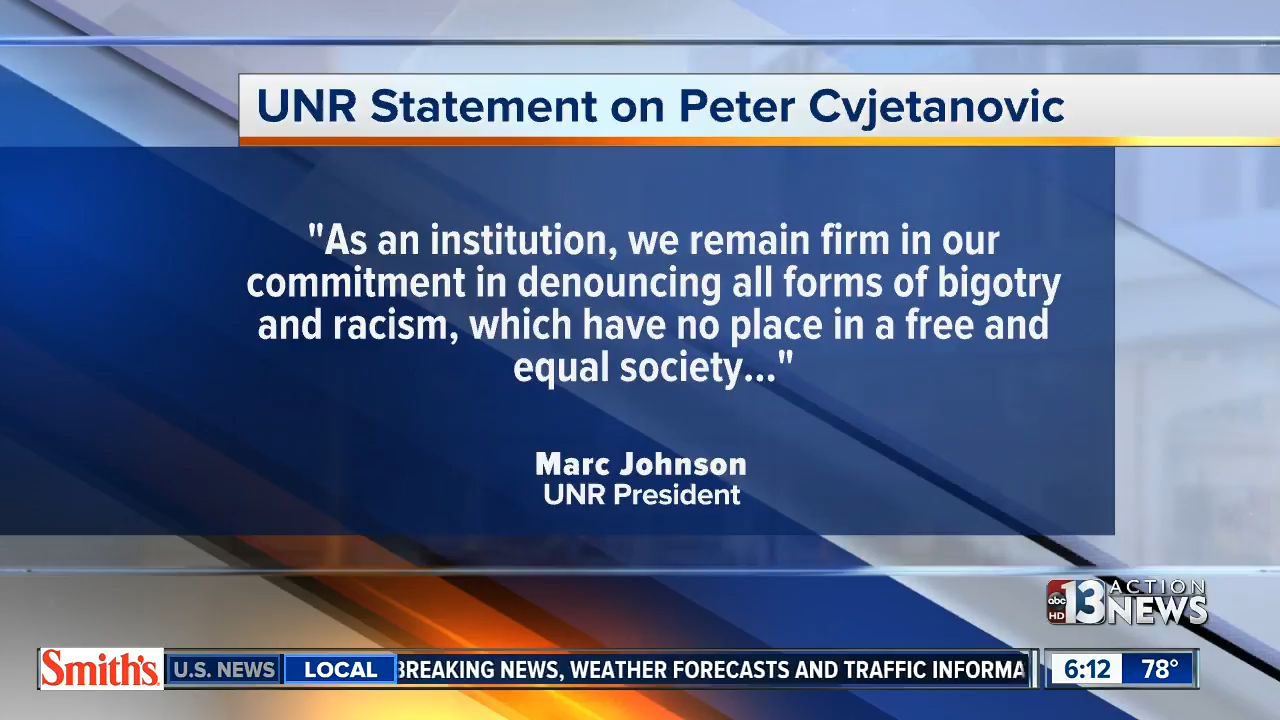 UNR Statement on Peter Cvjetanovic
"As an institution, we remain firm in our
commitment in denouncing all forms of bigotry
and racism, which have no place in a free and
equal society..."
Marc Johnson
UNR President
abc 13 ACTION
HD NEWS
Smith's U.S. NEWS LOCAL BREAKING NEWS, WEATHER FORECASTS AND TRAFFIC INFORMA 6:12 78°